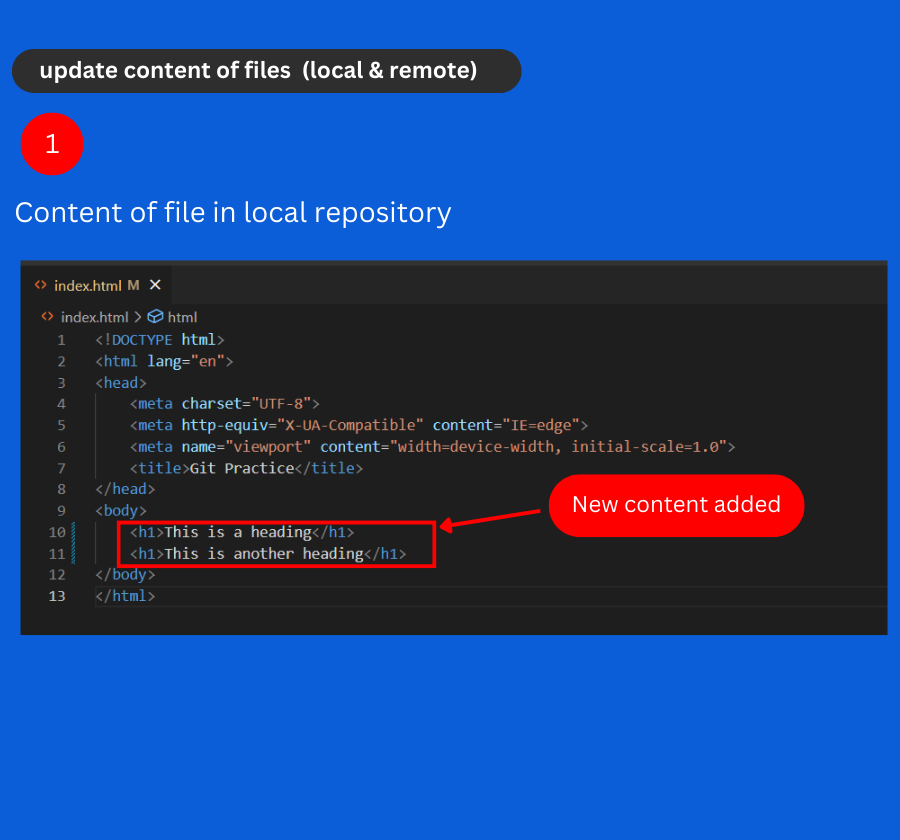 update content of files (local & remote)
1
Content of file in local repository
index.html M ×
index.html > html
1 <!DOCTYPE html>
2 <html lang="en">
3 <head>
4 <meta charset="UTF-8">
5 <meta http-equiv="X-UA-Compatible" content="IE=edge">
6 <meta name="viewport" content="width=device-width, initial-scale=1.0">
7 <title>Git Practice</title>
8 </head>
9 <body>
New content added
10 <h1>This is a heading</h1>
11 <h1>This is another heading</h1>
12 </body>
13 </html>